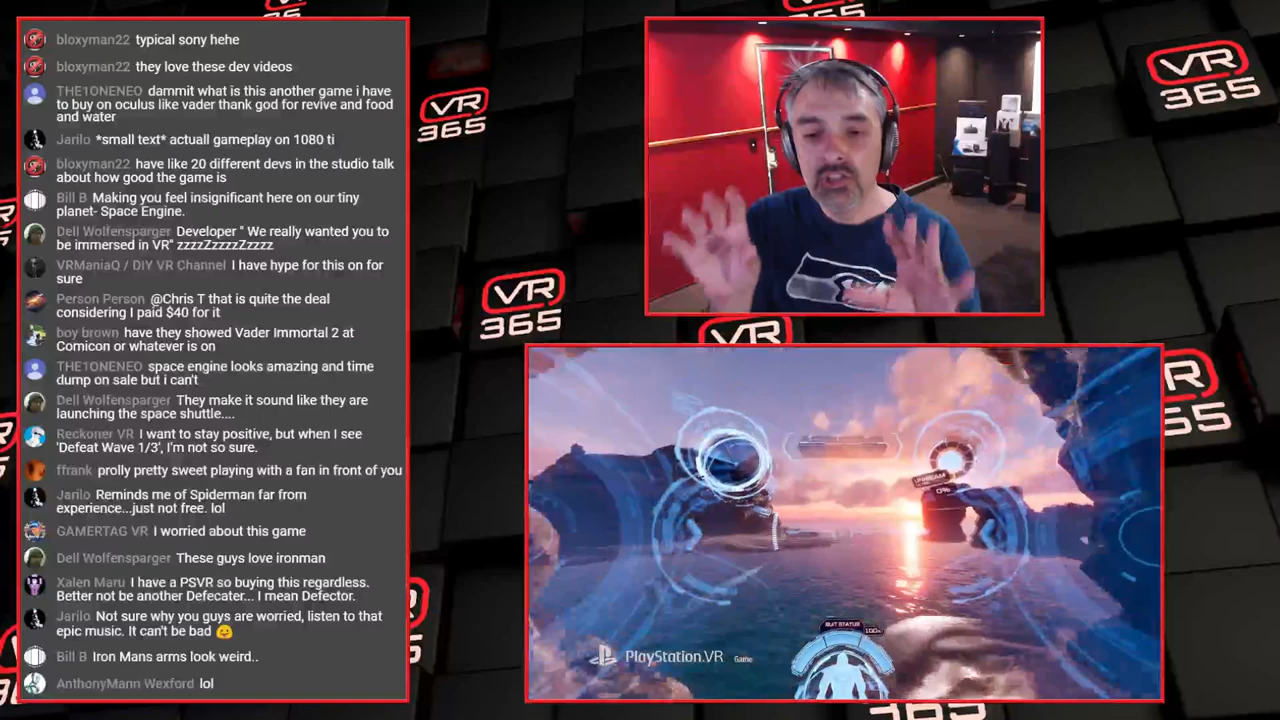 bloxyman22 typical sony hehe
bloxyman22 they love these dev videos
THE1ONENEO dammit what is this another game i have
to buy on oculus like vader thank god for revive and food
and water
Jarilo *small text* actuall gameplay on 1080 ti
bloxyman22 have like 20 different devs in the studio talk
about how good the game is
Bill B Making you feel insignificant here on our tiny
planet- Space Engine.
Dell Wolfensparger Developer " We really wanted you to
be immersed in VR" zzzzZzzzzZzzzz
VRManiaQ / DIY VR Channel I have hype for this on for
sure
Person Person @Chris T that is quite the deal
considering I paid $40 for it
boy brown have they showed Vader Immortal 2 at
Comicon or whatever is on
THE1ONENEO space engine looks amazing and time
dump on sale but i can't
Dell Wolfensparger They make it sound like they are
launching the space shuttle....
Reckoner VR I want to stay positive, but when I see
'Defeat Wave 1/3', I'm not so sure.
ffrank prolly pretty sweet playing with a fan in front of you
Jarilo Reminds me of Spiderman far from
experience...just not free. lol
GAMERTAG VR I worried about this game
Dell Wolfensparger These guys love ironman
Xalen Maru I have a PSVR so buying this regardless.
Better not be another Defecater... I mean Defector.
Jarilo Not sure why you guys are worried, listen to that
epic music. It can't be bad
Bill B Iron Mans arms look weird..
AnthonyMann Wexford lol
VR
365
VR
365
VR
365
VR
365
VR
UNIBEAM
0%
SUIT STATUS
100%
PlayStation.VR Game